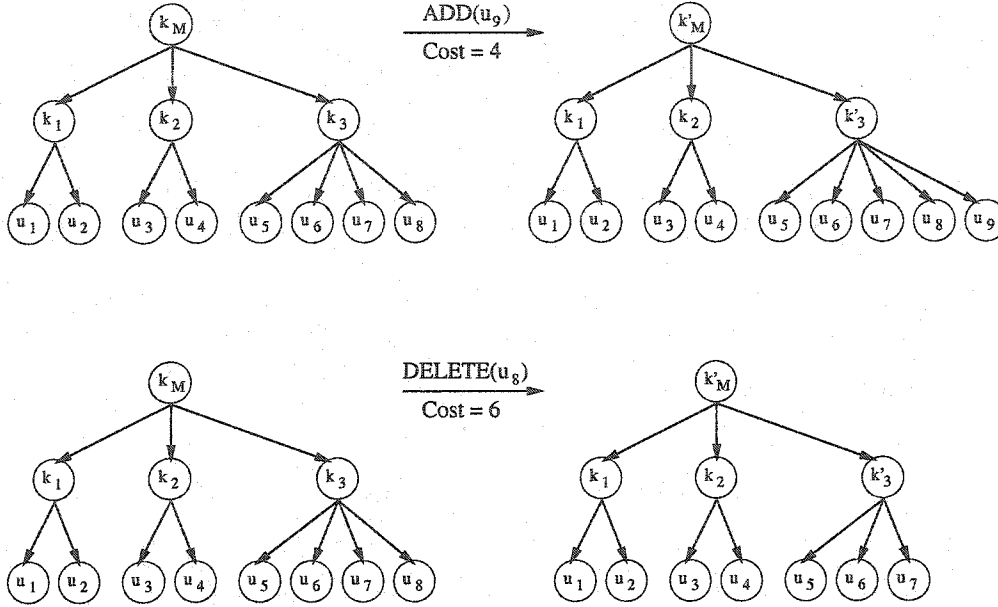 k_M ADD(u_9) k'_M
Cost = 4
k_1 k_2 k_3 k_1 k_2 k'_3
u_1 u_2 u_3 u_4 u_5 u_6 u_7 u_8 u_1 u_2 u_3 u_4 u_5 u_6 u_7 u_8 u_9
k_M DELETE(u_8) k'_M
Cost = 6
k_1 k_2 k_3 k_1 k_2 k'_3
u_1 u_2 u_3 u_4 u_5 u_6 u_7 u_8 u_1 u_2 u_3 u_4 u_5 u_6 u_7